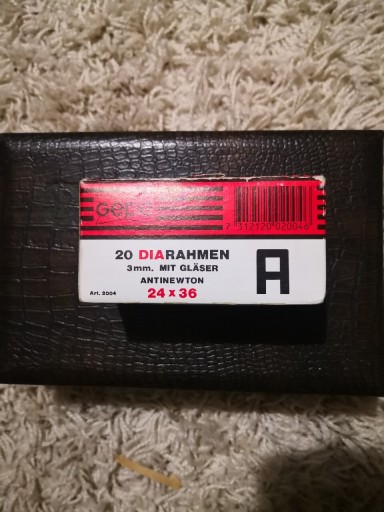 Gepe
7 312120 020046
20 DIARAHMEN
3mm. MIT GLÄSER
ANTINEWTON
Art. 2004
24 x 36
A